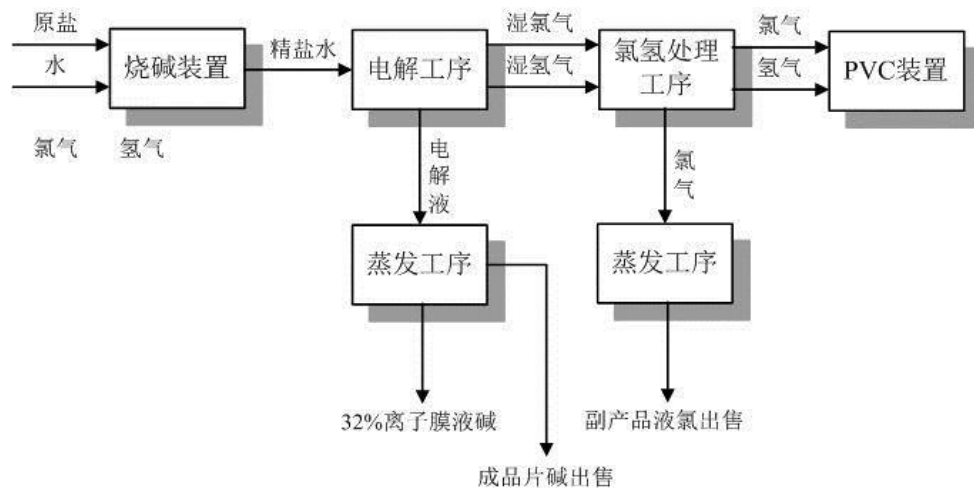 原盐
水
烧碱装置
精盐水
电解工序
湿氯气
湿氢气
氯氢处理
工序
氯气
氢气
PVC装置
氯气
氢气
电解液
氯气
蒸发工序
蒸发工序
32%离子膜液碱
副产品液氯出售
成品片碱出售